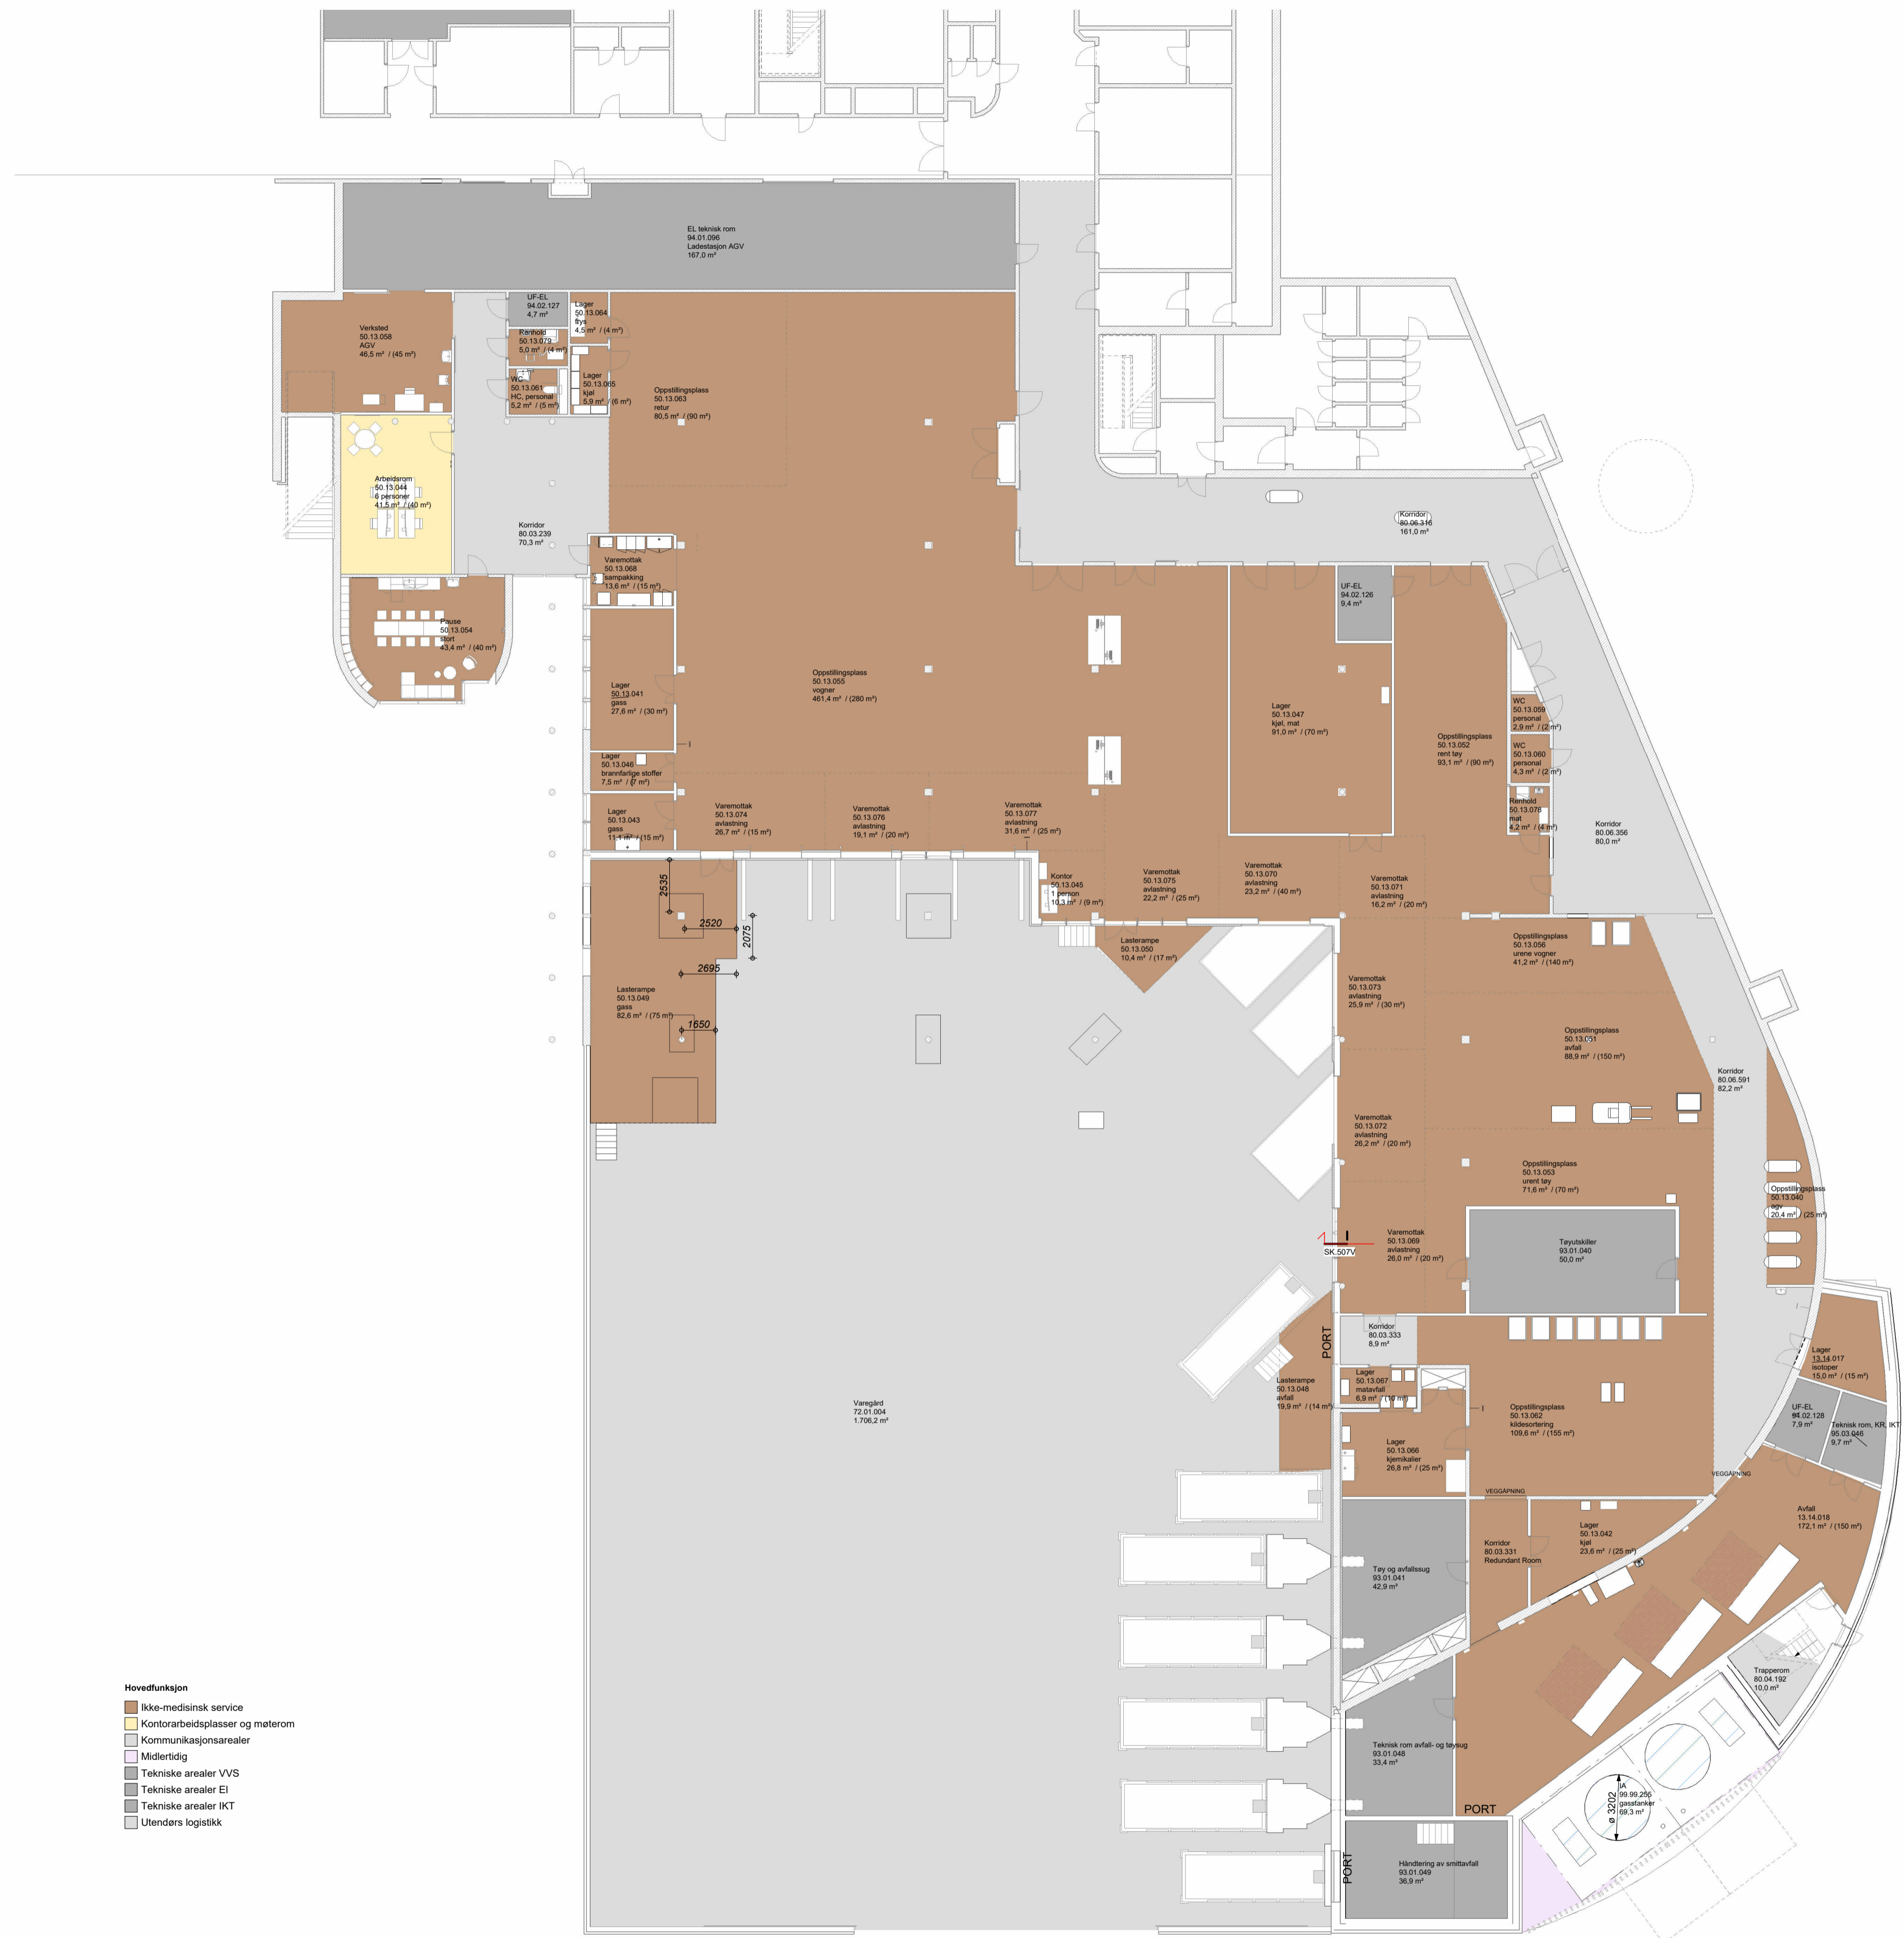 EL teknisk rom
94.01.096
Ladestasjon AGV
167,0 m²
UF-EL
94.02.127
4,7 m²
Lager
50.13.064
frys
4,5 m² / (4 m²)
Verksted
50.13.058
AGV
46,5 m² / (45 m²)
Renhold
50.13.079
5,0 m² / (4 m²)
WC
50.13.061
HC, personal
5,2 m² / (5 m²)
Lager
50.13.065
kjøl
5,9 m² / (6 m²)
Oppstillingsplass
50.13.063
retur
80,5 m² / (90 m²)
Arbeidsrom
50.13.044
6 personer
41,5 m² / (40 m²)
Korridor
80.03.239
70,3 m²
Korridor
80.06.316
161,0 m²
Varemottak
50.13.068
sampakking
13,6 m² / (15 m²)
UF-EL
94.02.126
9,4 m²
Pause
50.13.054
stort
43,4 m² / (40 m²)
Lager
50.13.041
gass
27,6 m² / (30 m²)
Oppstillingsplass
50.13.055
vogner
461,4 m² / (280 m²)
Lager
50.13.047
kjøl, mat
91,0 m² / (70 m²)
Oppstillingsplass
50.13.052
rent tøy
93,1 m² / (90 m²)
WC
50.13.059
personal
2,9 m² / (2 m²)
WC
50.13.060
personal
4,3 m² / (2 m²)
Lager
50.13.046
brannfarlige stoffer
7,5 m² / (7 m²)
Lager
50.13.043
gass
11,1 m² / (15 m²)
Varemottak
50.13.074
avlastning
26,7 m² / (15 m²)
Varemottak
50.13.076
avlastning
19,1 m² / (20 m²)
Varemottak
50.13.077
avlastning
31,6 m² / (25 m²)
Renhold
50.13.078
mat
4,2 m² / (4 m²)
Korridor
80.06.356
80,0 m²
Kontor
50.13.045
1 person
10,3 m² / (9 m²)
Varemottak
50.13.075
avlastning
22,2 m² / (25 m²)
Varemottak
50.13.070
avlastning
23,2 m² / (40 m²)
Varemottak
50.13.071
avlastning
16,2 m² / (20 m²)
2535
2520
2075
2695
1650
Lasterampe
50.13.050
10,4 m² / (17 m²)
Oppstillingsplass
50.13.056
urene vogner
41,2 m² / (140 m²)
Lasterampe
50.13.049
gass
82,6 m² / (75 m²)
Varemottak
50.13.073
avlastning
25,9 m² / (30 m²)
Oppstillingsplass
50.13.051
avfall
88,9 m² / (150 m²)
Korridor
80.06.591
82,2 m²
Varemottak
50.13.072
avlastning
26,2 m² / (20 m²)
Oppstillingsplass
50.13.053
urent tøy
71,6 m² / (70 m²)
Oppstillingsplass
50.13.040
agv
20,4 m² / (25 m²)
SK.507V
Varemottak
50.13.069
avlastning
26,0 m² / (20 m²)
Tøyutskiller
93.01.040
50,0 m²
PORT
Korridor
80.03.333
8,9 m²
Lager
13.14.017
isotoper
15,0 m² / (15 m²)
Lasterampe
50.13.048
avfall
19,9 m² / (14 m²)
Lager
50.13.067
matavfall
6,9 m² / (10 m²)
Varegård
72.01.004
1.706,2 m²
Oppstillingsplass
50.13.062
kildesortering
109,6 m² / (155 m²)
UF-EL
94.02.128
7,9 m²
Teknisk rom, KR, IKT
95.03.046
9,7 m²
Lager
50.13.066
kjemikalier
26,8 m² / (25 m²)
VEGGÅPNING
VEGGÅPNING
Avfall
13.14.018
172,1 m² / (150 m²)
Lager
50.13.042
kjøl
23,6 m² / (25 m²)
Korridor
80.03.331
Redundant Room
Tøy og avfallssug
93.01.041
42,9 m²
Trapperom
80.04.192
10,0 m²
Teknisk rom avfall- og tøysug
93.01.048
33,4 m²
IA
99.99.255
gasstanker
69,3 m²
ø 3202
PORT
PORT
Håndtering av smittavfall
93.01.049
36,9 m²
Hovedfunksjon
Ikke-medisinsk service
Kontorarbeidsplasser og møterom
Kommunikasjonsarealer
Midlertidig
Tekniske arealer VVS
Tekniske arealer El
Tekniske arealer IKT
Utendørs logistikk